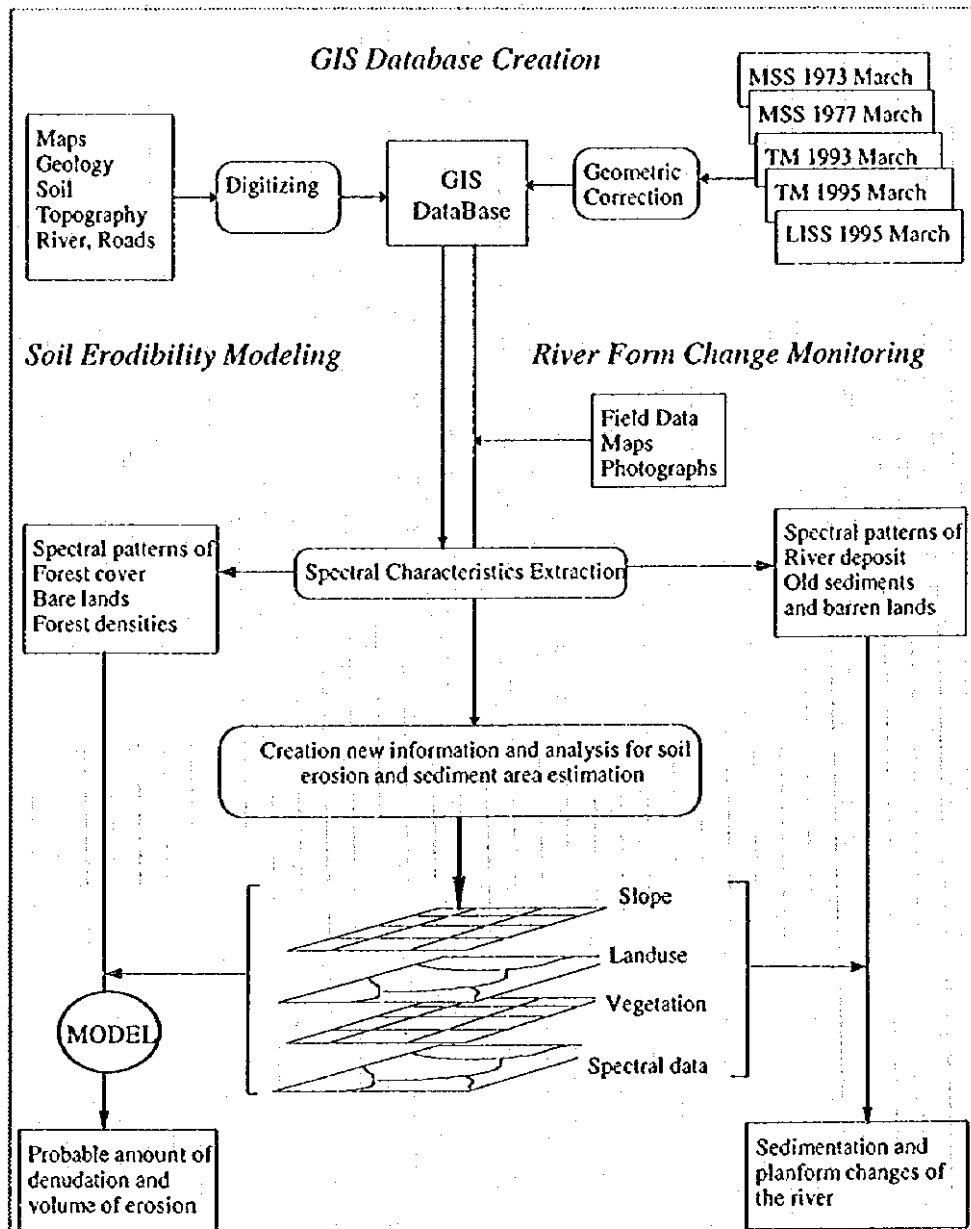 GIS Database Creation
MSS 1973 March
MSS 1977 March
TM 1993 March
TM 1995 March
LISS 1995 March
Maps
Geology
Soil
Topography
River, Roads
Digitizing
GIS
DataBase
Geometric
Correction
Soil Erodibility Modeling
River Form Change Monitoring
Field Data
Maps
Photographs
Spectral patterns of
Forest cover
Bare lands
Forest densities
Spectral Characteristics Extraction
Spectral patterns of
River deposit
Old sediments
and barren lands
Creation new information and analysis for soil
erosion and sediment area estimation
Slope
Landuse
Vegetation
Spectral data
MODEL
Probable amount of
denudation and
volume of erosion
Sedimentation and
planform changes of
the river